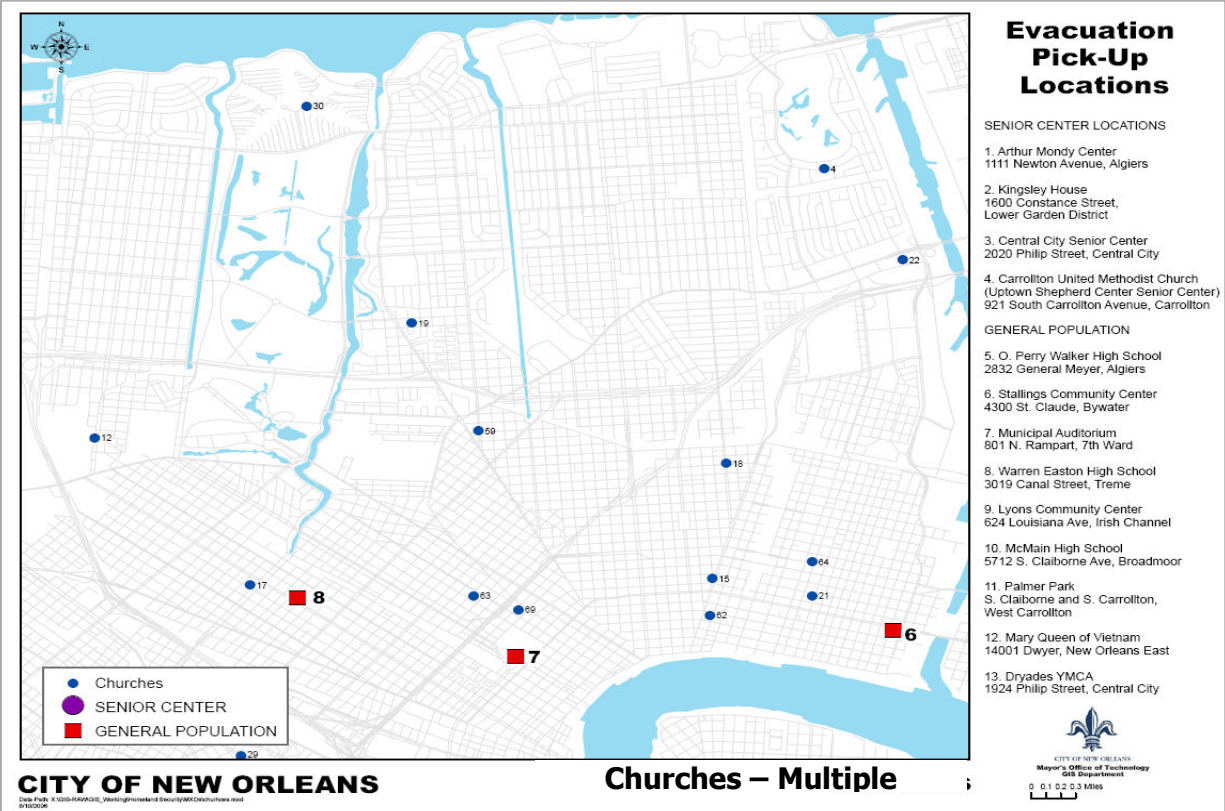 N
W E
S
30
4
22
19
12
59
18
64
15
17
63
21
8
69
62
6
7
Churches
SENIOR CENTER
GENERAL POPULATION
29
CITY OF NEW ORLEANS
Churches – Multiple
Evacuation
Pick-Up
Locations
SENIOR CENTER LOCATIONS
1. Arthur Mondy Center
1111 Newton Avenue, Algiers
2. Kingsley House
1600 Constance Street,
Lower Garden District
3. Central City Senior Center
2020 Philip Street, Central City
4. Carrollton United Methodist Church
(Uptown Shepherd Center Senior Center)
921 South Carrollton Avenue, Carrollton
GENERAL POPULATION
5. O. Perry Walker High School
2832 General Meyer, Algiers
6. Stallings Community Center
4300 St. Claude, Bywater
7. Municipal Auditorium
801 N. Rampart, 7th Ward
8. Warren Easton High School
3019 Canal Street, Treme
9. Lyons Community Center
624 Louisiana Ave, Irish Channel
10. McMain High School
5712 S. Claiborne Ave, Broadmoor
11. Palmer Park
S. Claiborne and S. Carrollton,
West Carrollton
12. Mary Queen of Vietnam
14001 Dwyer, New Orleans East
13. Dryades YMCA
1924 Philip Street, Central City
CITY OF NEW ORLEANS
Mayor's Office of Technology
GIS Department
0 0.1 0.2 0.3 Miles